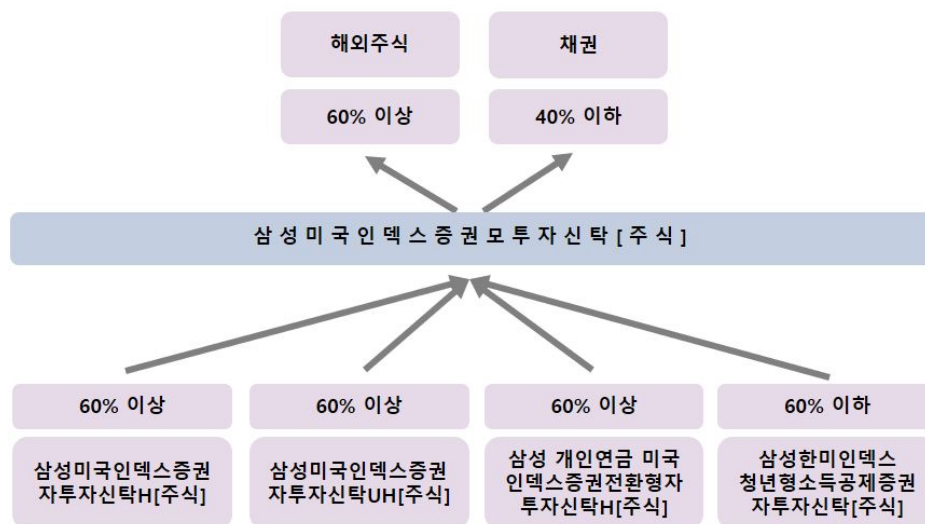 해외주식
채권
60% 이상
40% 이하
삼성미국인덱스증권모투자신탁[주식]
60% 이상
60% 이상
60% 이상
60% 이하
삼성미국인덱스증권
자투자신탁H[주식]
삼성미국인덱스증권
자투자신탁UH[주식]
삼성 개인연금 미국
인덱스증권전환형자
투자신탁H[주식]
삼성한미인덱스
청년형소득공제증권
자투자신탁[주식]